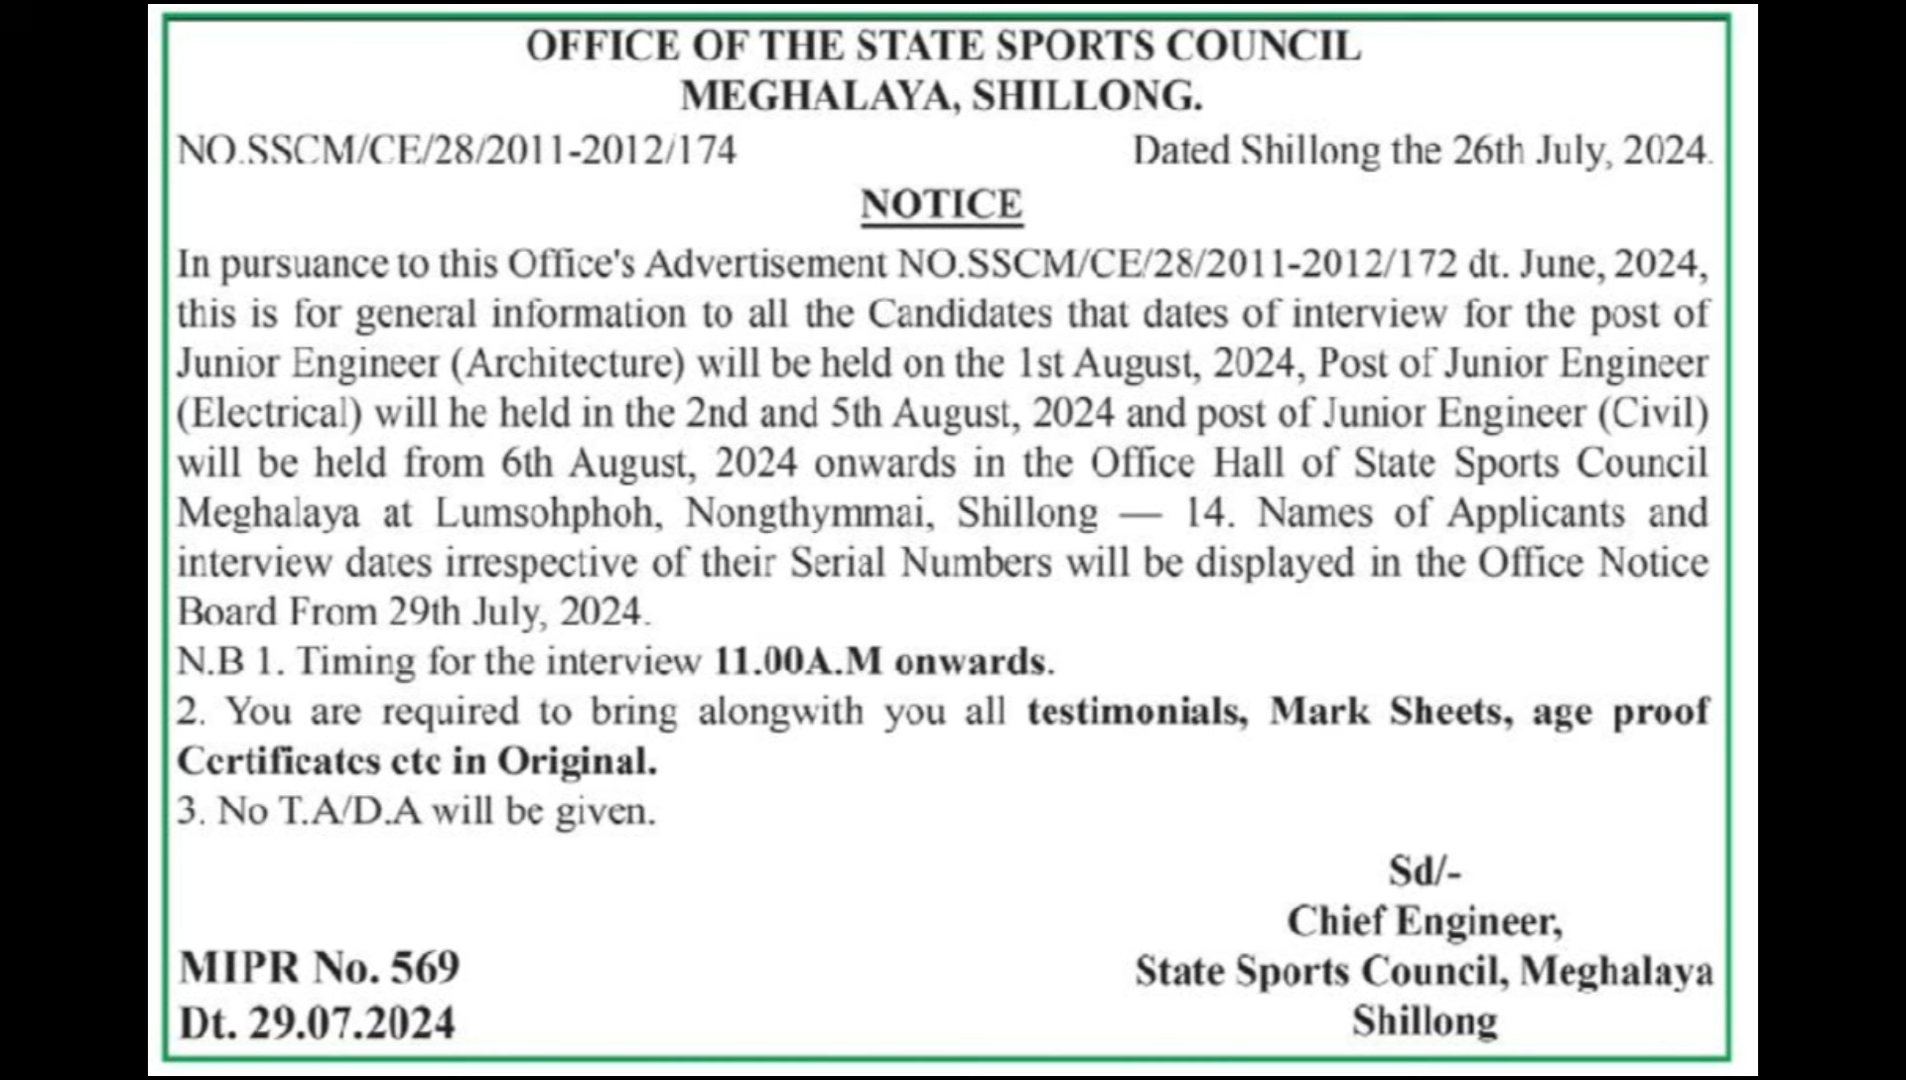 OFFICE OF THE STATE SPORTS COUNCIL
MEGHALAYA, SHILLONG.
NO.SSCM/CE/28/2011-2012/174 Dated Shillong the 26th July, 2024.
NOTICE
In pursuance to this Office's Advertisement NO.SSCM/CE/28/2011-2012/172 dt. June, 2024,
this is for general information to all the Candidates that dates of interview for the post of
Junior Engineer (Architecture) will be held on the 1st August, 2024, Post of Junior Engineer
(Electrical) will he held in the 2nd and 5th August, 2024 and post of Junior Engineer (Civil)
will be held from 6th August, 2024 onwards in the Office Hall of State Sports Council
Meghalaya at Lumsohphoh, Nongthymmai, Shillong — 14. Names of Applicants and
interview dates irrespective of their Serial Numbers will be displayed in the Office Notice
Board From 29th July, 2024.
N.B 1. Timing for the interview 11.00A.M onwards.
2. You are required to bring alongwith you all testimonials, Mark Sheets, age proof
Certificates etc in Original.
3. No T.A/D.A will be given.
Sd/-
Chief Engineer,
MIPR No. 569 State Sports Council, Meghalaya
Dt. 29.07.2024 Shillong